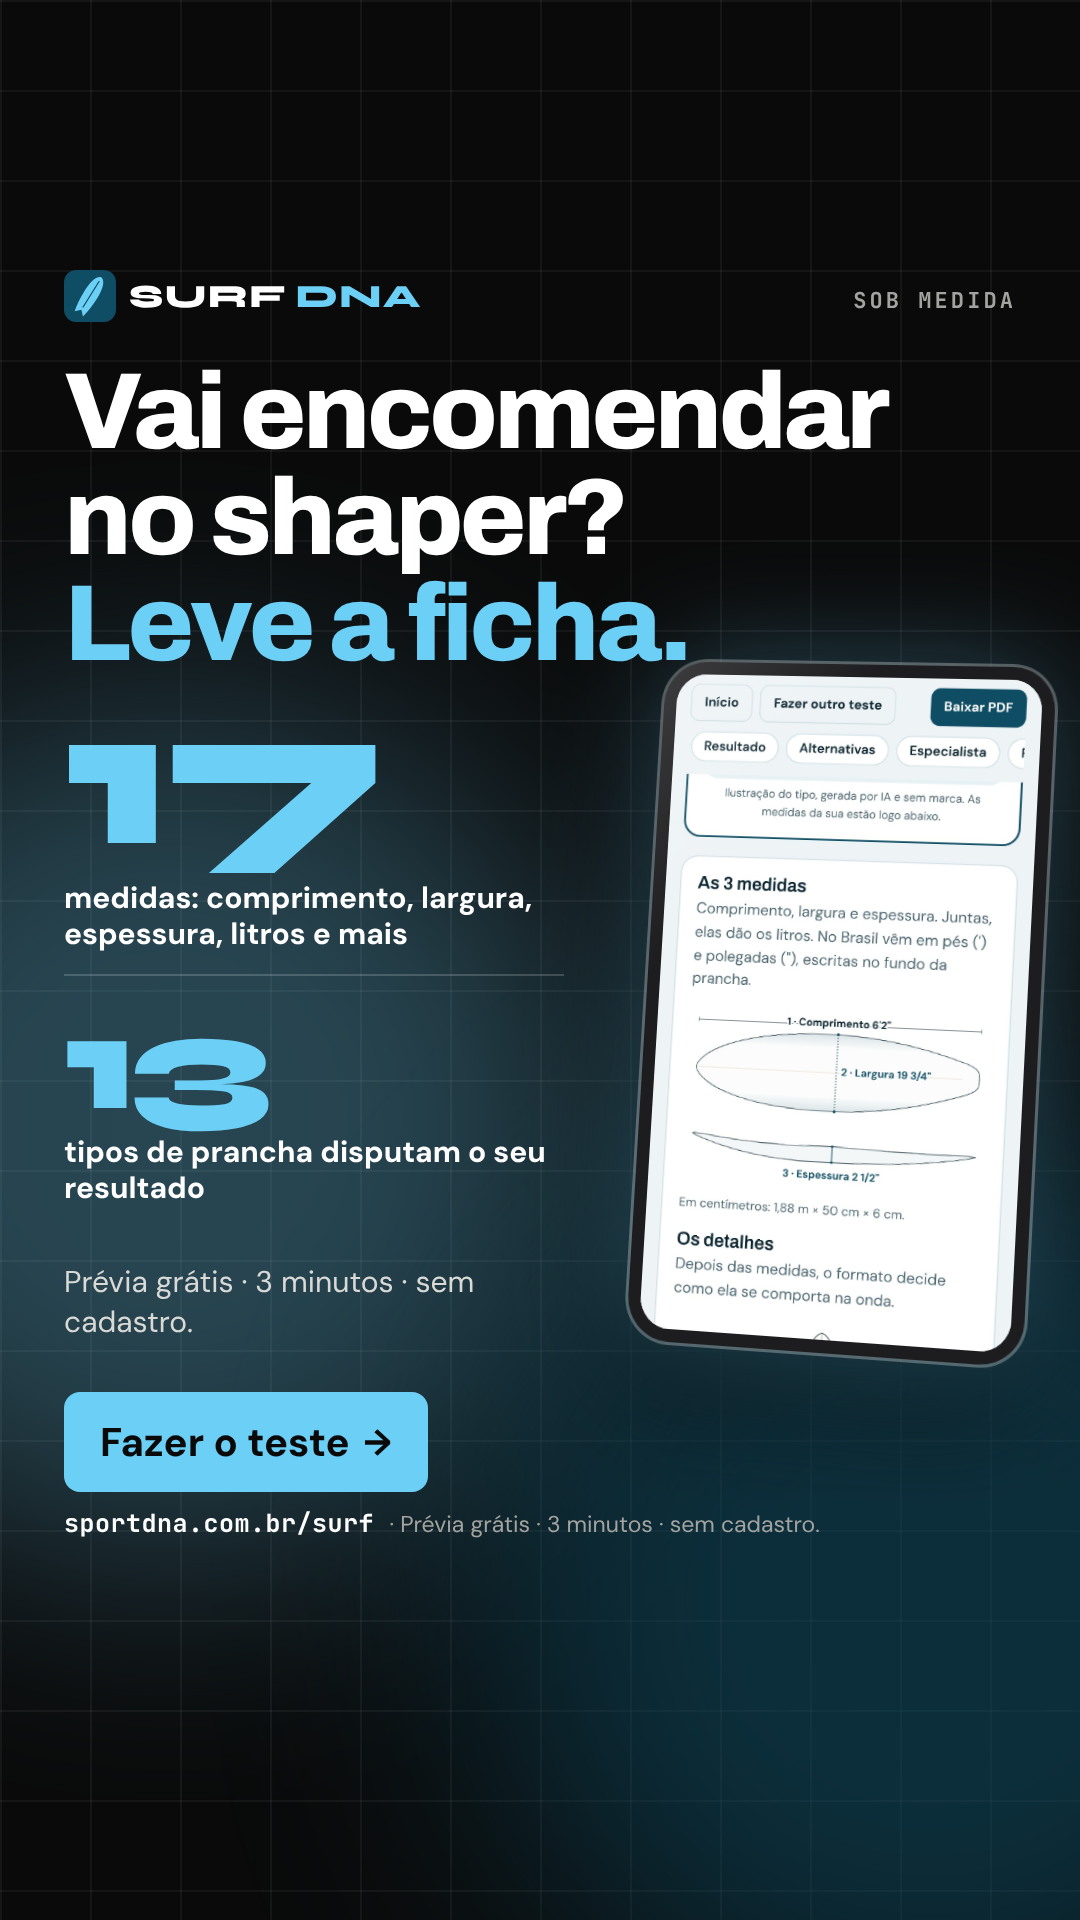 SURF DNA
SOB MEDIDA
Vai encomendar
no shaper?
Leve a ficha.
17
medidas: comprimento, largura,
espessura, litros e mais
13
tipos de prancha disputam o seu
resultado
Prévia grátis · 3 minutos · sem
cadastro.
Fazer o teste →
sportdna.com.br/surf · Prévia grátis · 3 minutos · sem cadastro.
Início
Fazer outro teste
Baixar PDF
Resultado
Alternativas
Especialista
Ilustração do tipo, gerada por IA e sem marca. As
medidas da sua estão logo abaixo.
As 3 medidas
Comprimento, largura e espessura. Juntas,
elas dão os litros. No Brasil vêm em pés (')
e polegadas ("), escritas no fundo da
prancha.
1 · Comprimento 6'2"
2 · Largura 19 3/4"
3 · Espessura 2 1/2"
Em centímetros: 1,88 m × 50 cm × 6 cm.
Os detalhes
Depois das medidas, o formato decide
como ela se comporta na onda.